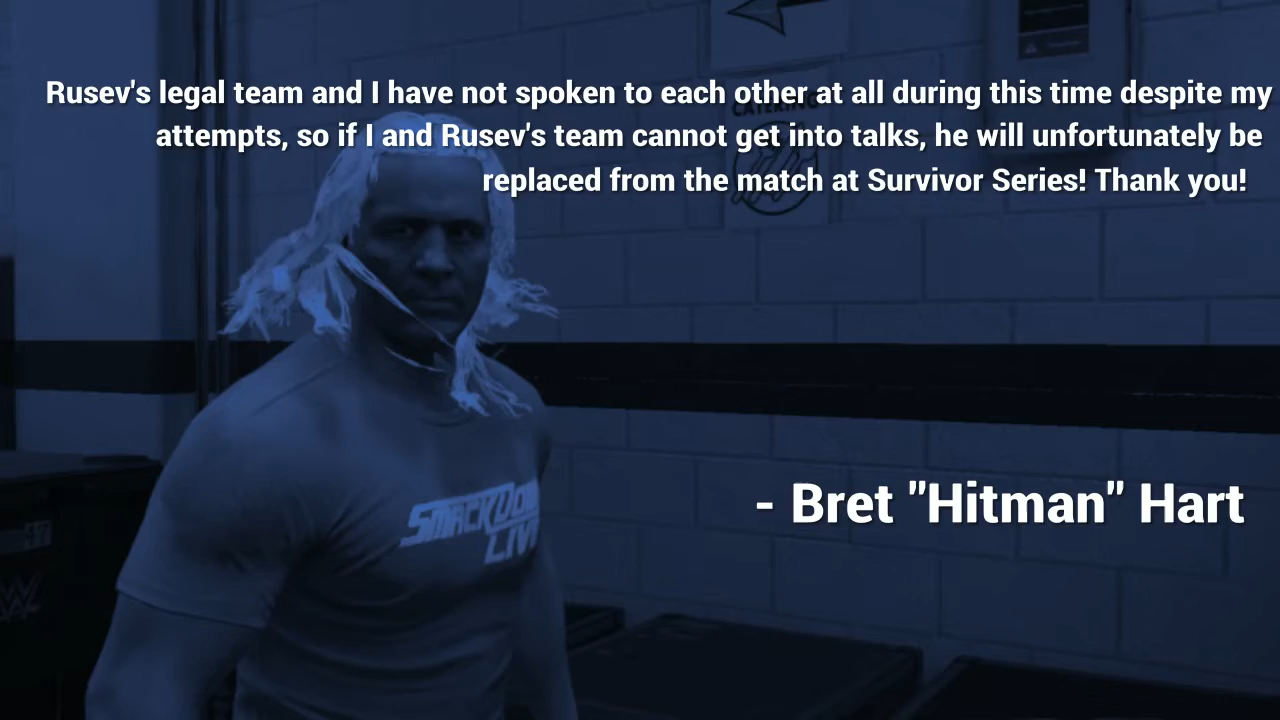 Rusev's legal team and I have not spoken to each other at all during this time despite my
attempts, so if I and Rusev's team cannot get into talks, he will unfortunately be
replaced from the match at Survivor Series! Thank you!
CATERING
- Bret "Hitman" Hart
SMACKDOWN
LIVE
W